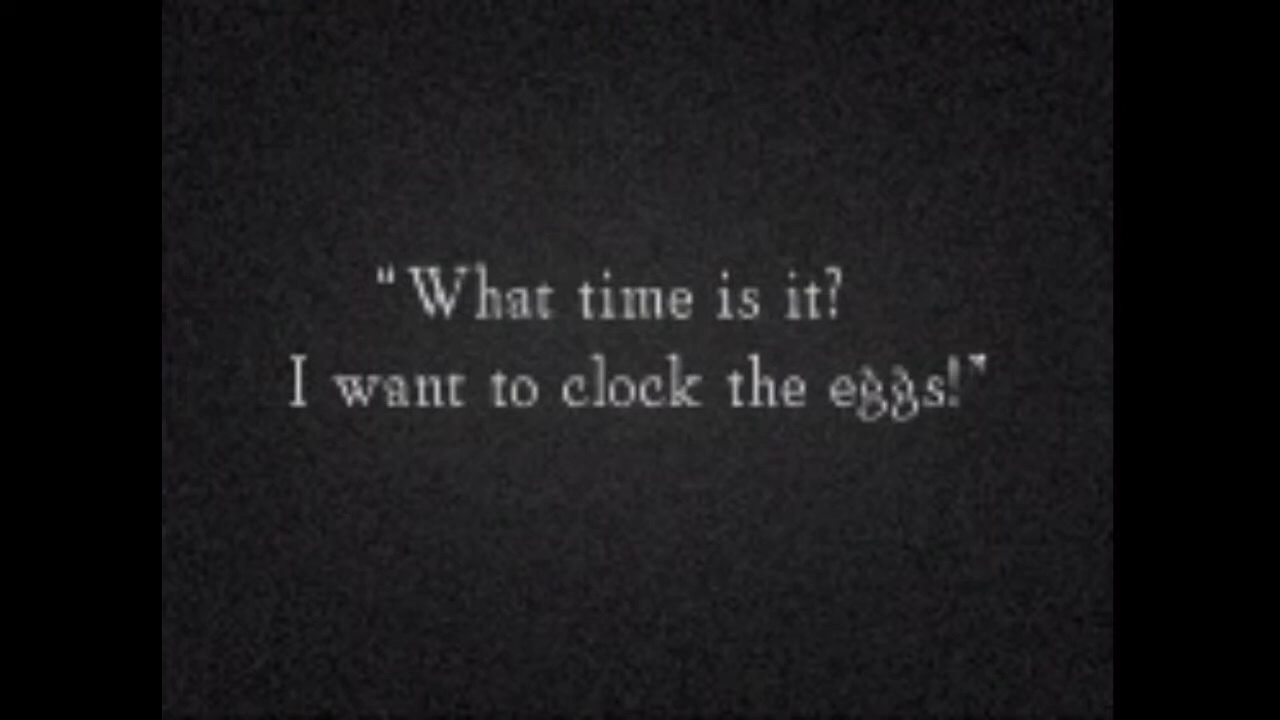 “What time is it?
I want to clock the eggs!”